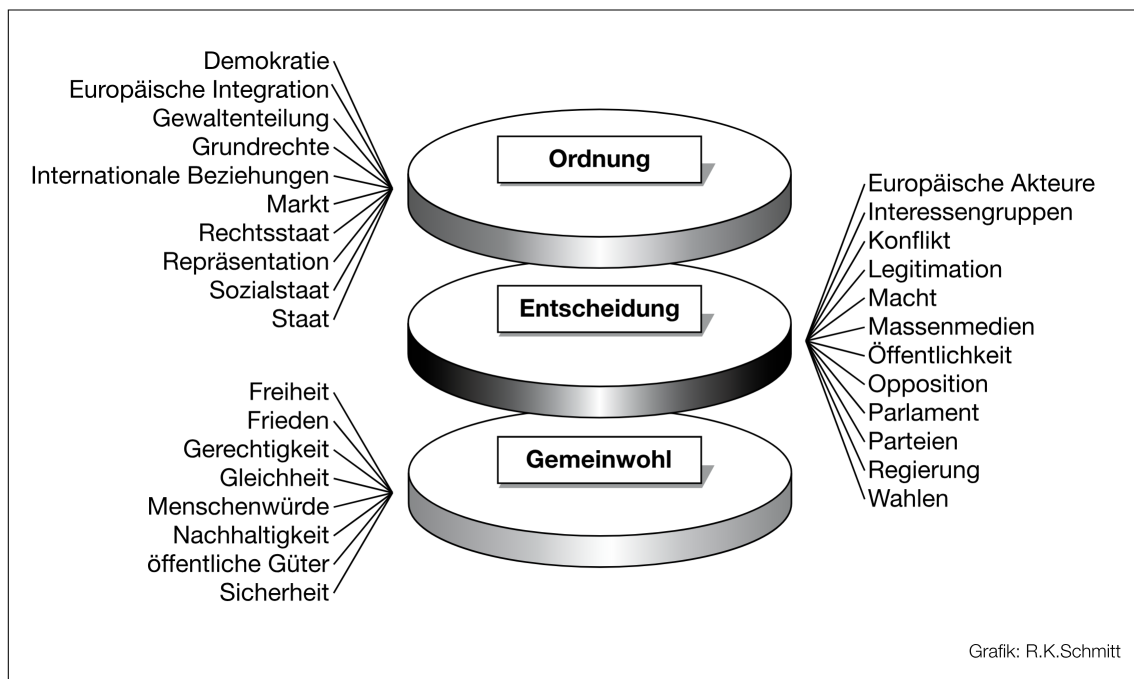 Demokratie
Europäische Integration
Gewaltenteilung
Grundrechte
Internationale Beziehungen
Markt
Rechtsstaat
Repräsentation
Sozialstaat
Staat
Ordnung
Entscheidung
Europäische Akteure
Interessengruppen
Konflikt
Legitimation
Macht
Massenmedien
Öffentlichkeit
Opposition
Parlament
Parteien
Regierung
Wahlen
Freiheit
Frieden
Gerechtigkeit
Gleichheit
Menschenwürde
Nachhaltigkeit
öffentliche Güter
Sicherheit
Gemeinwohl
Grafik: R.K.Schmitt